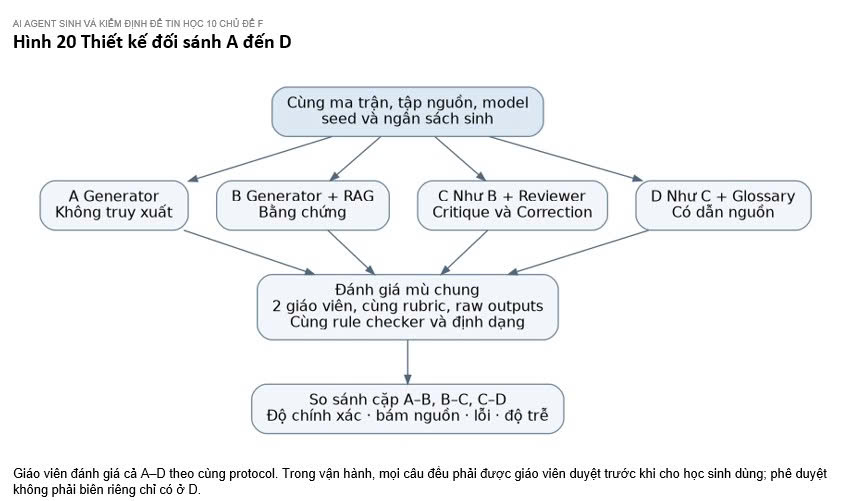 AI AGENT SINH VÀ KIỂM ĐỊNH ĐỀ TIN HỌC 10 CHỦ ĐỀ F
Hình 20 Thiết kế đối sánh A đến D
Cùng ma trận, tập nguồn, model
seed và ngân sách sinh
A Generator
Không truy xuất
B Generator + RAG
Bằng chứng
C Như B + Reviewer
Critique và Correction
D Như C + Glossary
Có dẫn nguồn
Đánh giá mù chung
2 giáo viên, cùng rubric, raw outputs
Cùng rule checker và định dạng
So sánh cặp A–B, B–C, C–D
Độ chính xác · bám nguồn · lỗi · độ trễ
Giáo viên đánh giá cả A–D theo cùng protocol. Trong vận hành, mọi câu đều phải được giáo viên duyệt trước khi cho học sinh dùng; phê duyệt
không phải biên riêng chỉ có ở D.